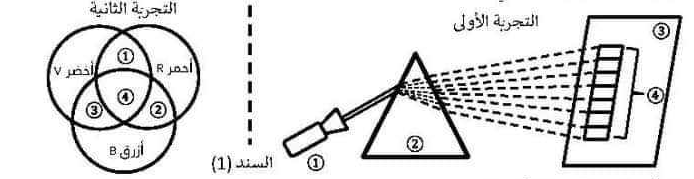 التجربة الثانية
التجربة الأولى
①
أخضر V
أحمر R
③
④
②
أزرق B
السند (1)
①
②
③
④